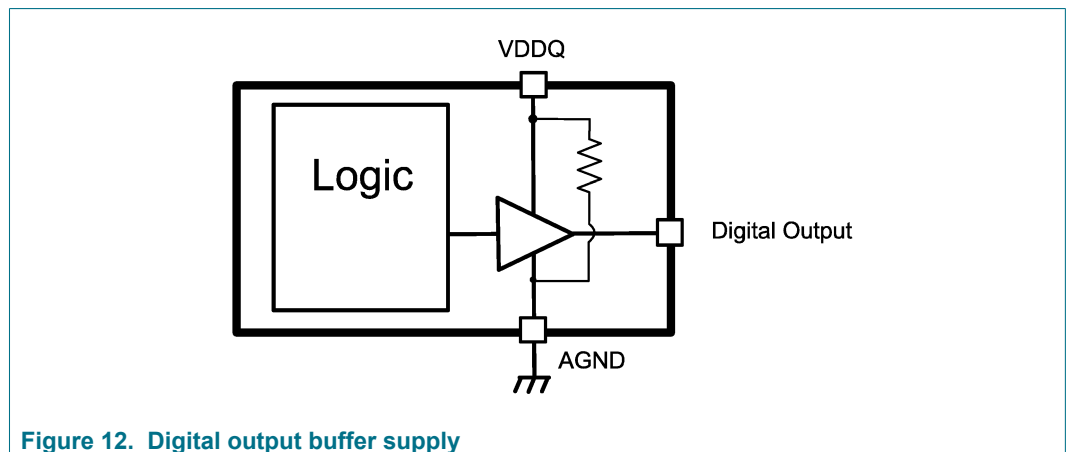 VDDQ
Logic
Digital Output
AGND
Figure 12. Digital output buffer supply